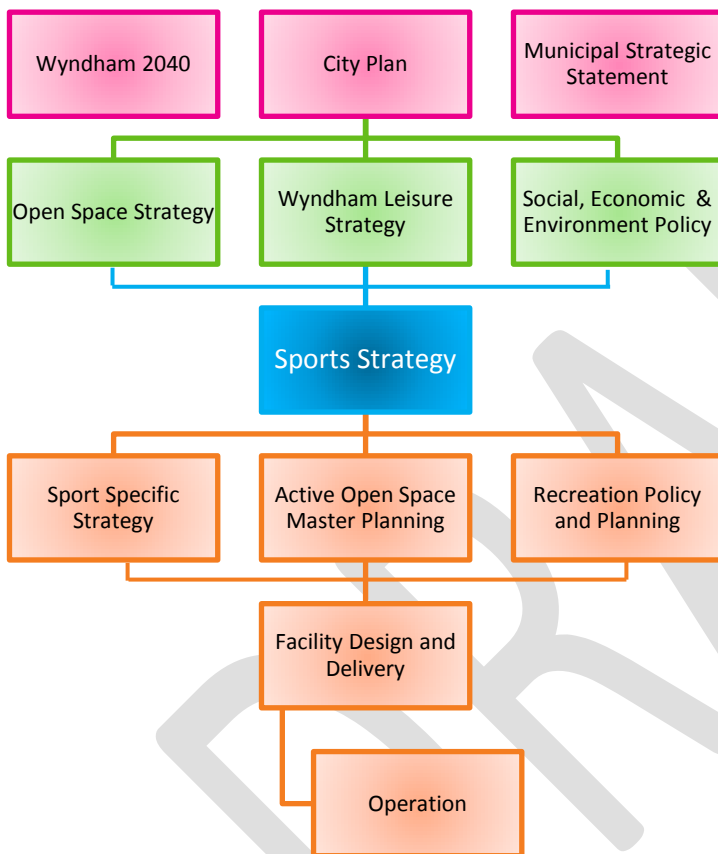 Wyndham 2040
City Plan
Municipal Strategic
Statement
Open Space Strategy
Wyndham Leisure
Strategy
Social, Economic & 
Environment Policy
Sports Strategy
Sport Specific
Strategy
Active Open Space
Master Planning
Recreation Policy
and Planning
Facility Design and
Delivery
Operation